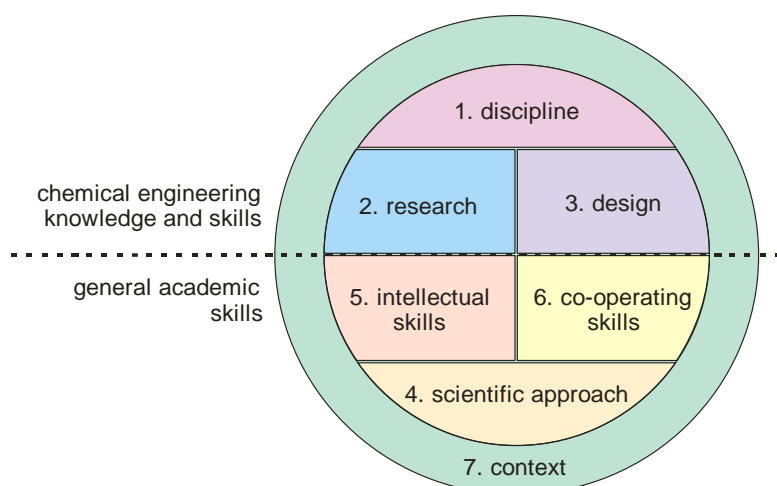 1. discipline
chemical engineering
knowledge and skills
2. research
3. design
general academic
skills
5. intellectual
skills
6. co-operating
skills
4. scientific approach
7. context